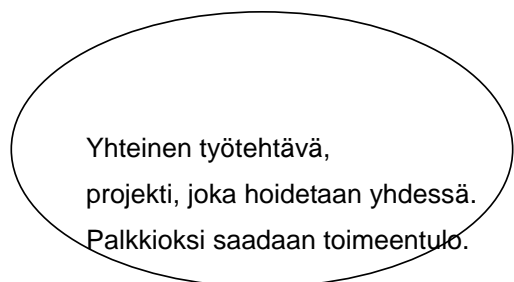 Yhteinen työtehtävä,
projekti, joka hoidetaan yhdessä.
Palkkioksi saadaan toimeentulo.